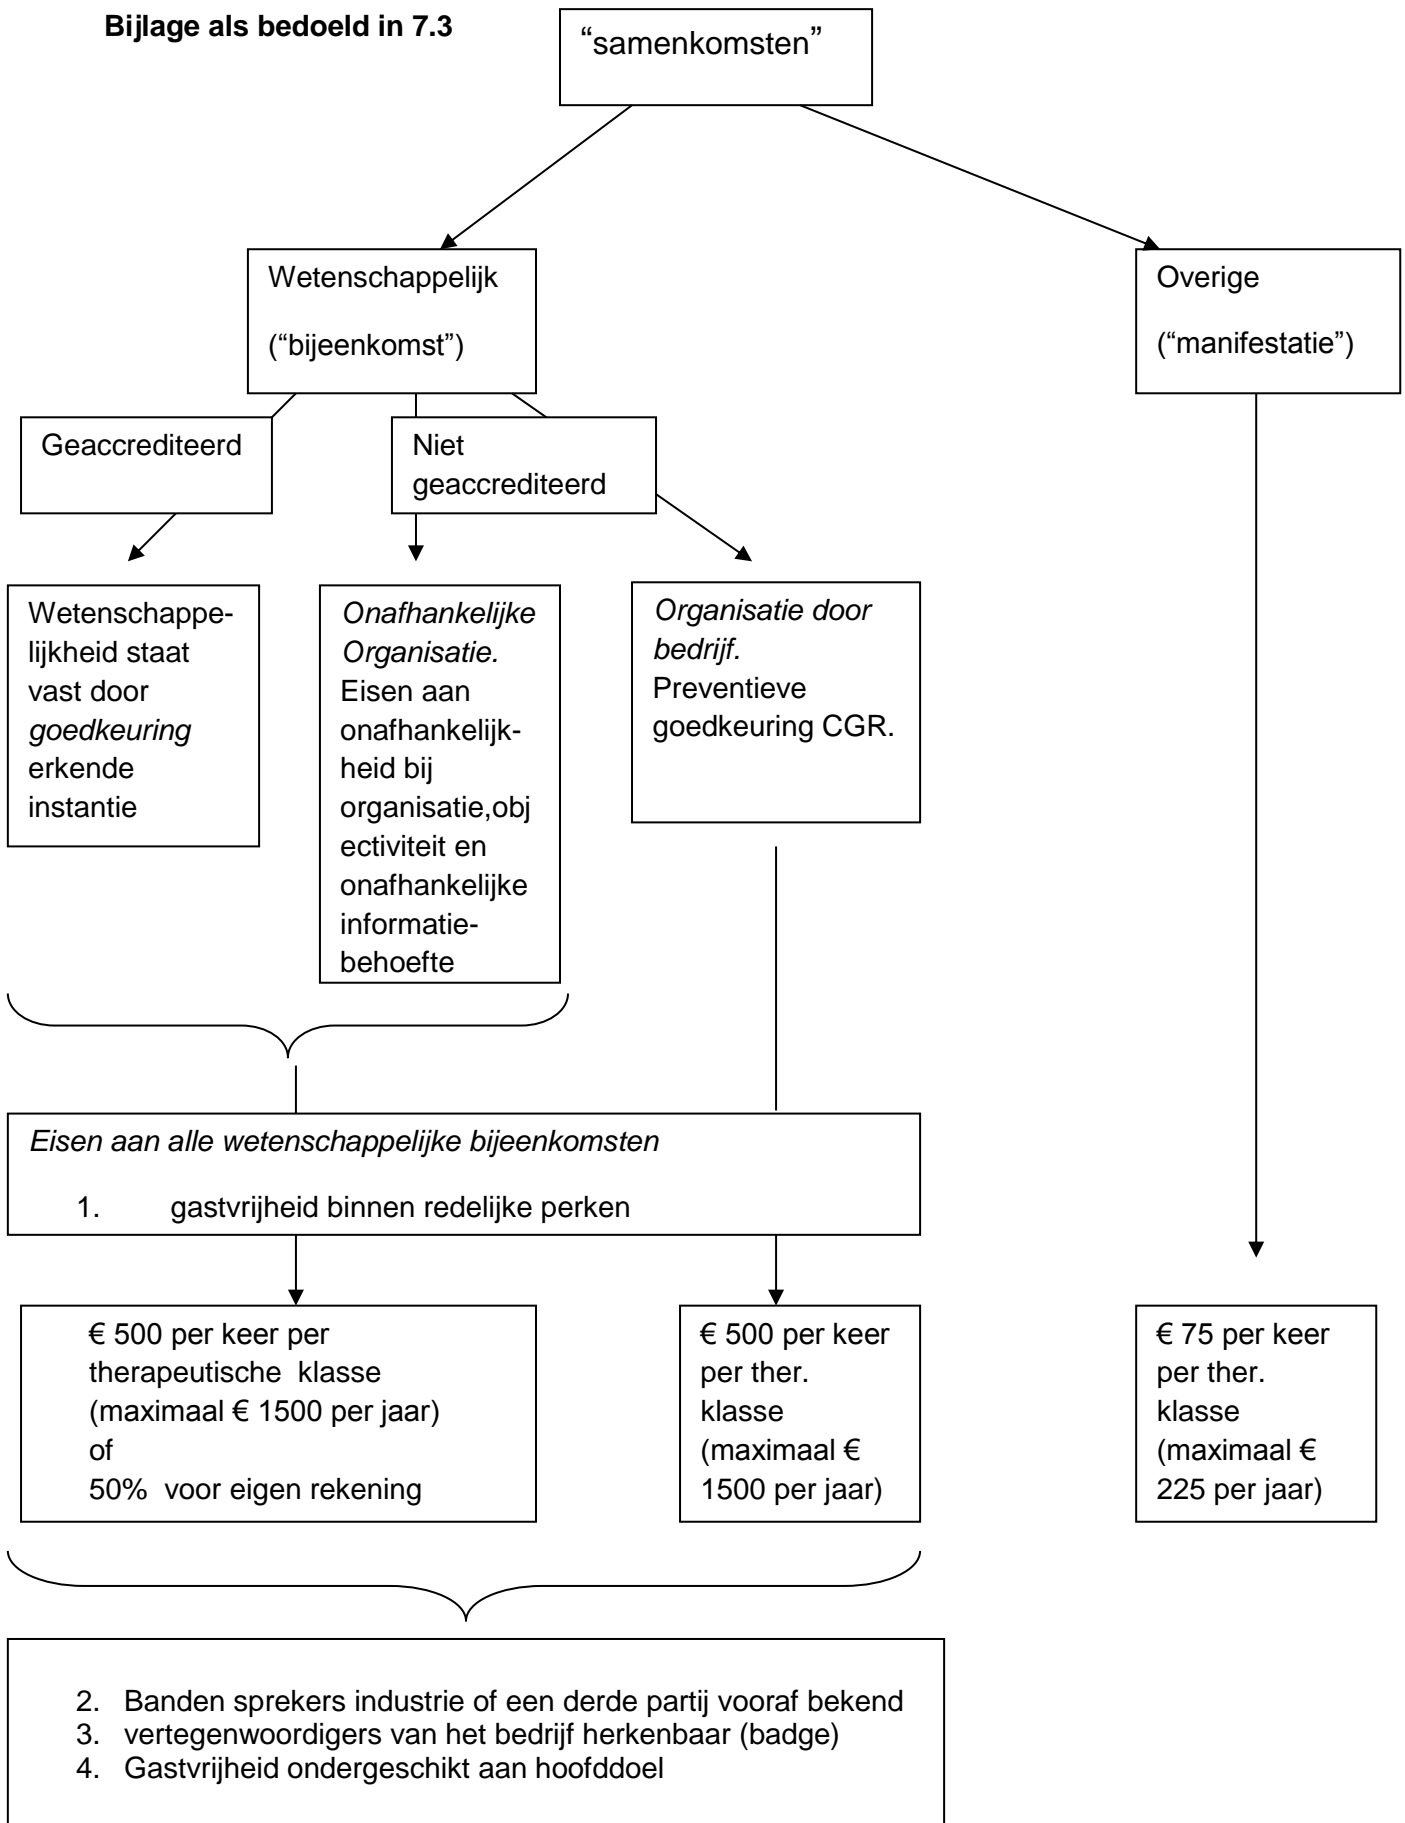 Bijlage als bedoeld in 7.3
“samenkomsten”
Wetenschappelijk
(“bijeenkomst”)
Overige
(“manifestatie”)
Geaccrediteerd
Niet
geaccrediteerd
Wetenschappe-
lijkheid staat
vast door
goedkeuring
erkende
instantie
Onafhankelijke
Organisatie.
Eisen aan
onafhankelijk-
heid bij
organisatie,obj
ectiviteit en
onafhankelijke
informatie-
behoefte
Organisatie door
bedrijf.
Preventieve
goedkeuring CGR.
Eisen aan alle wetenschappelijke bijeenkomsten
1. gastvrijheid binnen redelijke perken
€ 500 per keer per
therapeutische klasse
(maximaal € 1500 per jaar)
of
50% voor eigen rekening
€ 500 per keer
per ther.
klasse
(maximaal €
1500 per jaar)
€ 75 per keer
per ther.
klasse
(maximaal €
225 per jaar)
2. Banden sprekers industrie of een derde partij vooraf bekend
3. vertegenwoordigers van het bedrijf herkenbaar (badge)
4. Gastvrijheid ondergeschikt aan hoofddoel